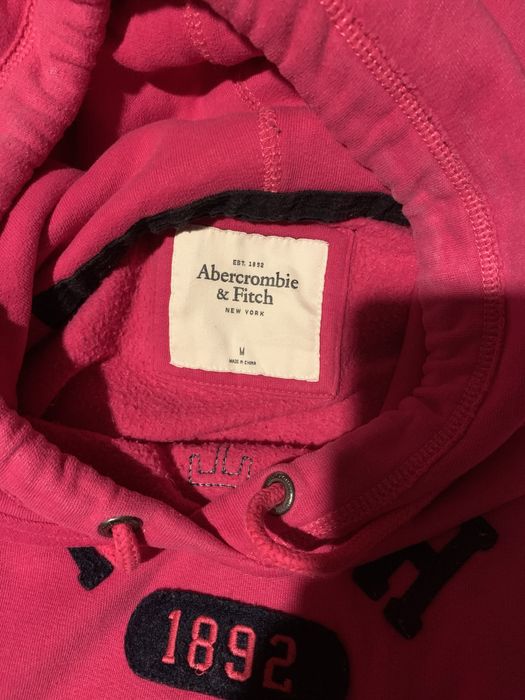 EST. 1892
Abercrombie
& Fitch
NEW YORK
M
MADE IN CHINA
H
1892